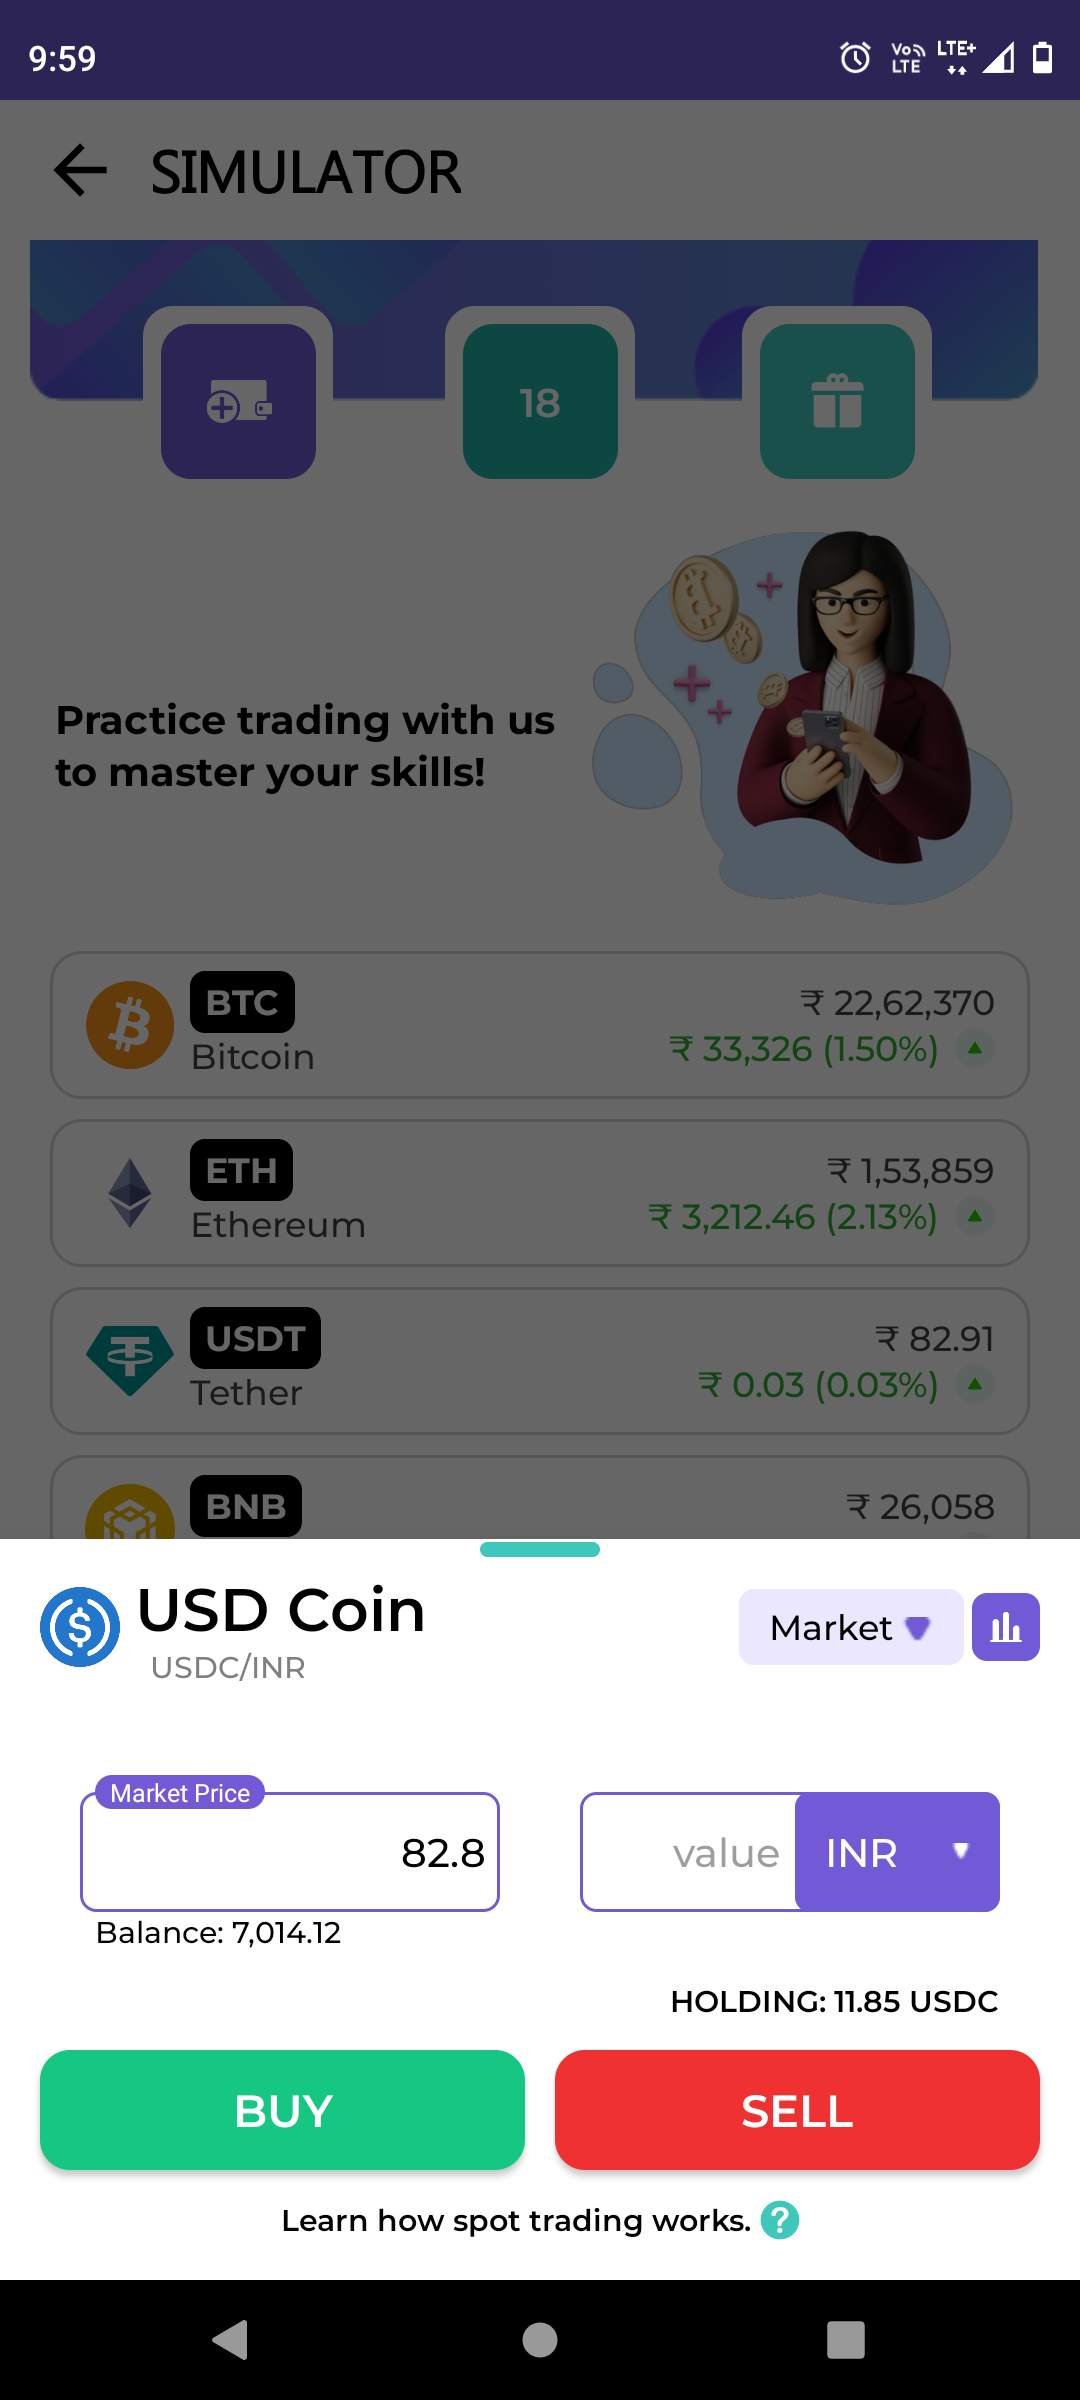 9:59
Vo LTE LTE+
SIMULATOR
18
Practice trading with us
to master your skills!
BTC
Bitcoin
₹ 22,62,370
₹ 33,326 (1.50%)
ETH
Ethereum
₹ 1,53,859
₹ 3,212.46 (2.13%)
USDT
Tether
₹ 82.91
₹ 0.03 (0.03%)
BNB
₹ 26,058
USD Coin
USDC/INR
Market
Market Price
82.8
value
INR
Balance: 7,014.12
HOLDING: 11.85 USDC
BUY
SELL
Learn how spot trading works. ?